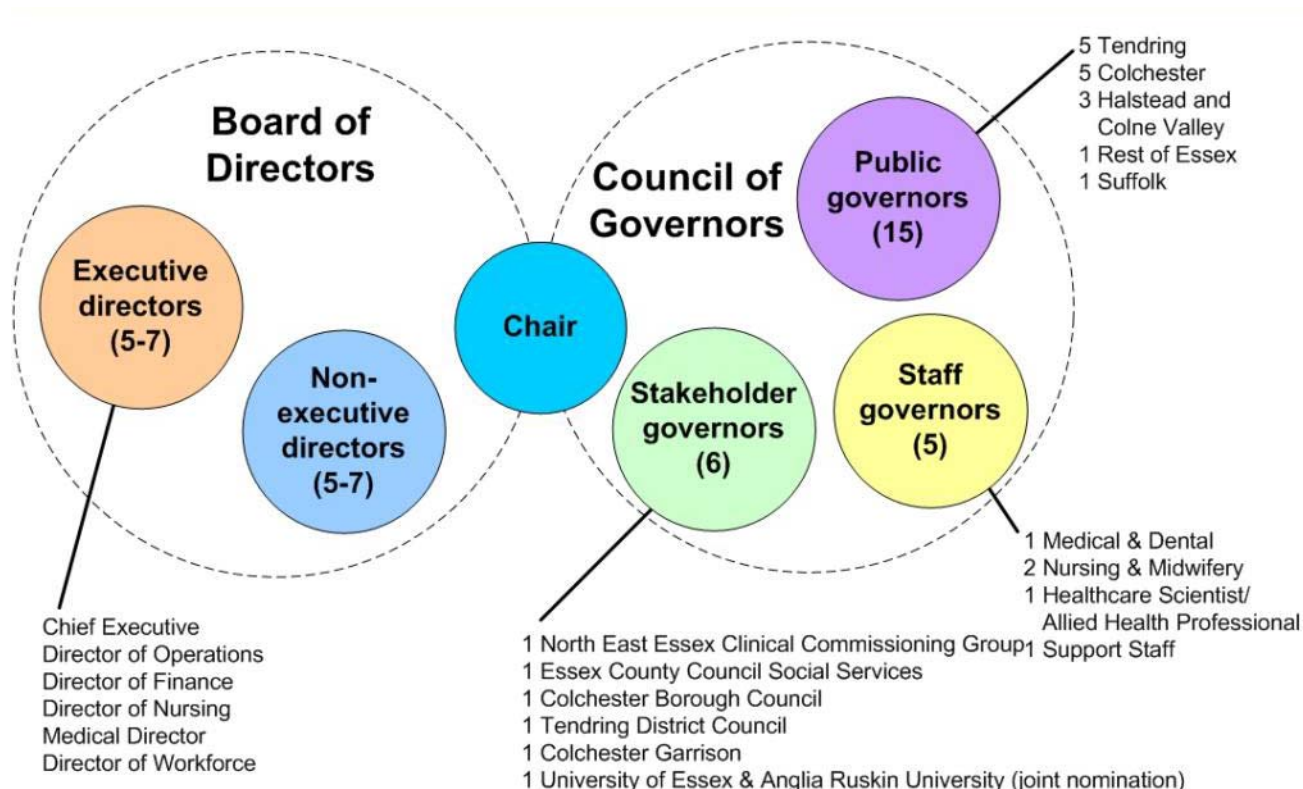 Board of
Directors
Executive
directors
(5-7)
Non-
executive
directors
(5-7)
Chair
Council of
Governors
Public
governors
(15)
Stakeholder
governors
(6)
Staff
governors
(5)
5 Tendring
5 Colchester
3 Halstead and
Colne Valley
1 Rest of Essex
1 Suffolk
1 Medical & Dental
2 Nursing & Midwifery
1 Healthcare Scientist/
Allied Health Professional
1 Support Staff
Chief Executive
Director of Operations
Director of Finance
Director of Nursing
Medical Director
Director of Workforce
1 North East Essex Clinical Commissioning Group
1 Essex County Council Social Services
1 Colchester Borough Council
1 Tendring District Council
1 Colchester Garrison
1 University of Essex & Anglia Ruskin University (joint nomination)